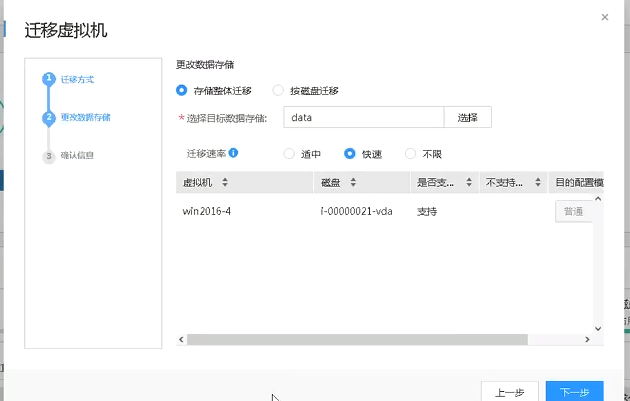 迁移虚拟机
1 迁移方式
2 更改数据存储
3 确认信息
更改数据存储
存储整体迁移 按磁盘迁移
*选择目标数据存储: data 选择
迁移速率 适中 快速 不限
虚拟机 磁盘 是否支... 不支持... 目的配置模
win2016-4 i-00000021-vda 支持 普通
上一步 下一步